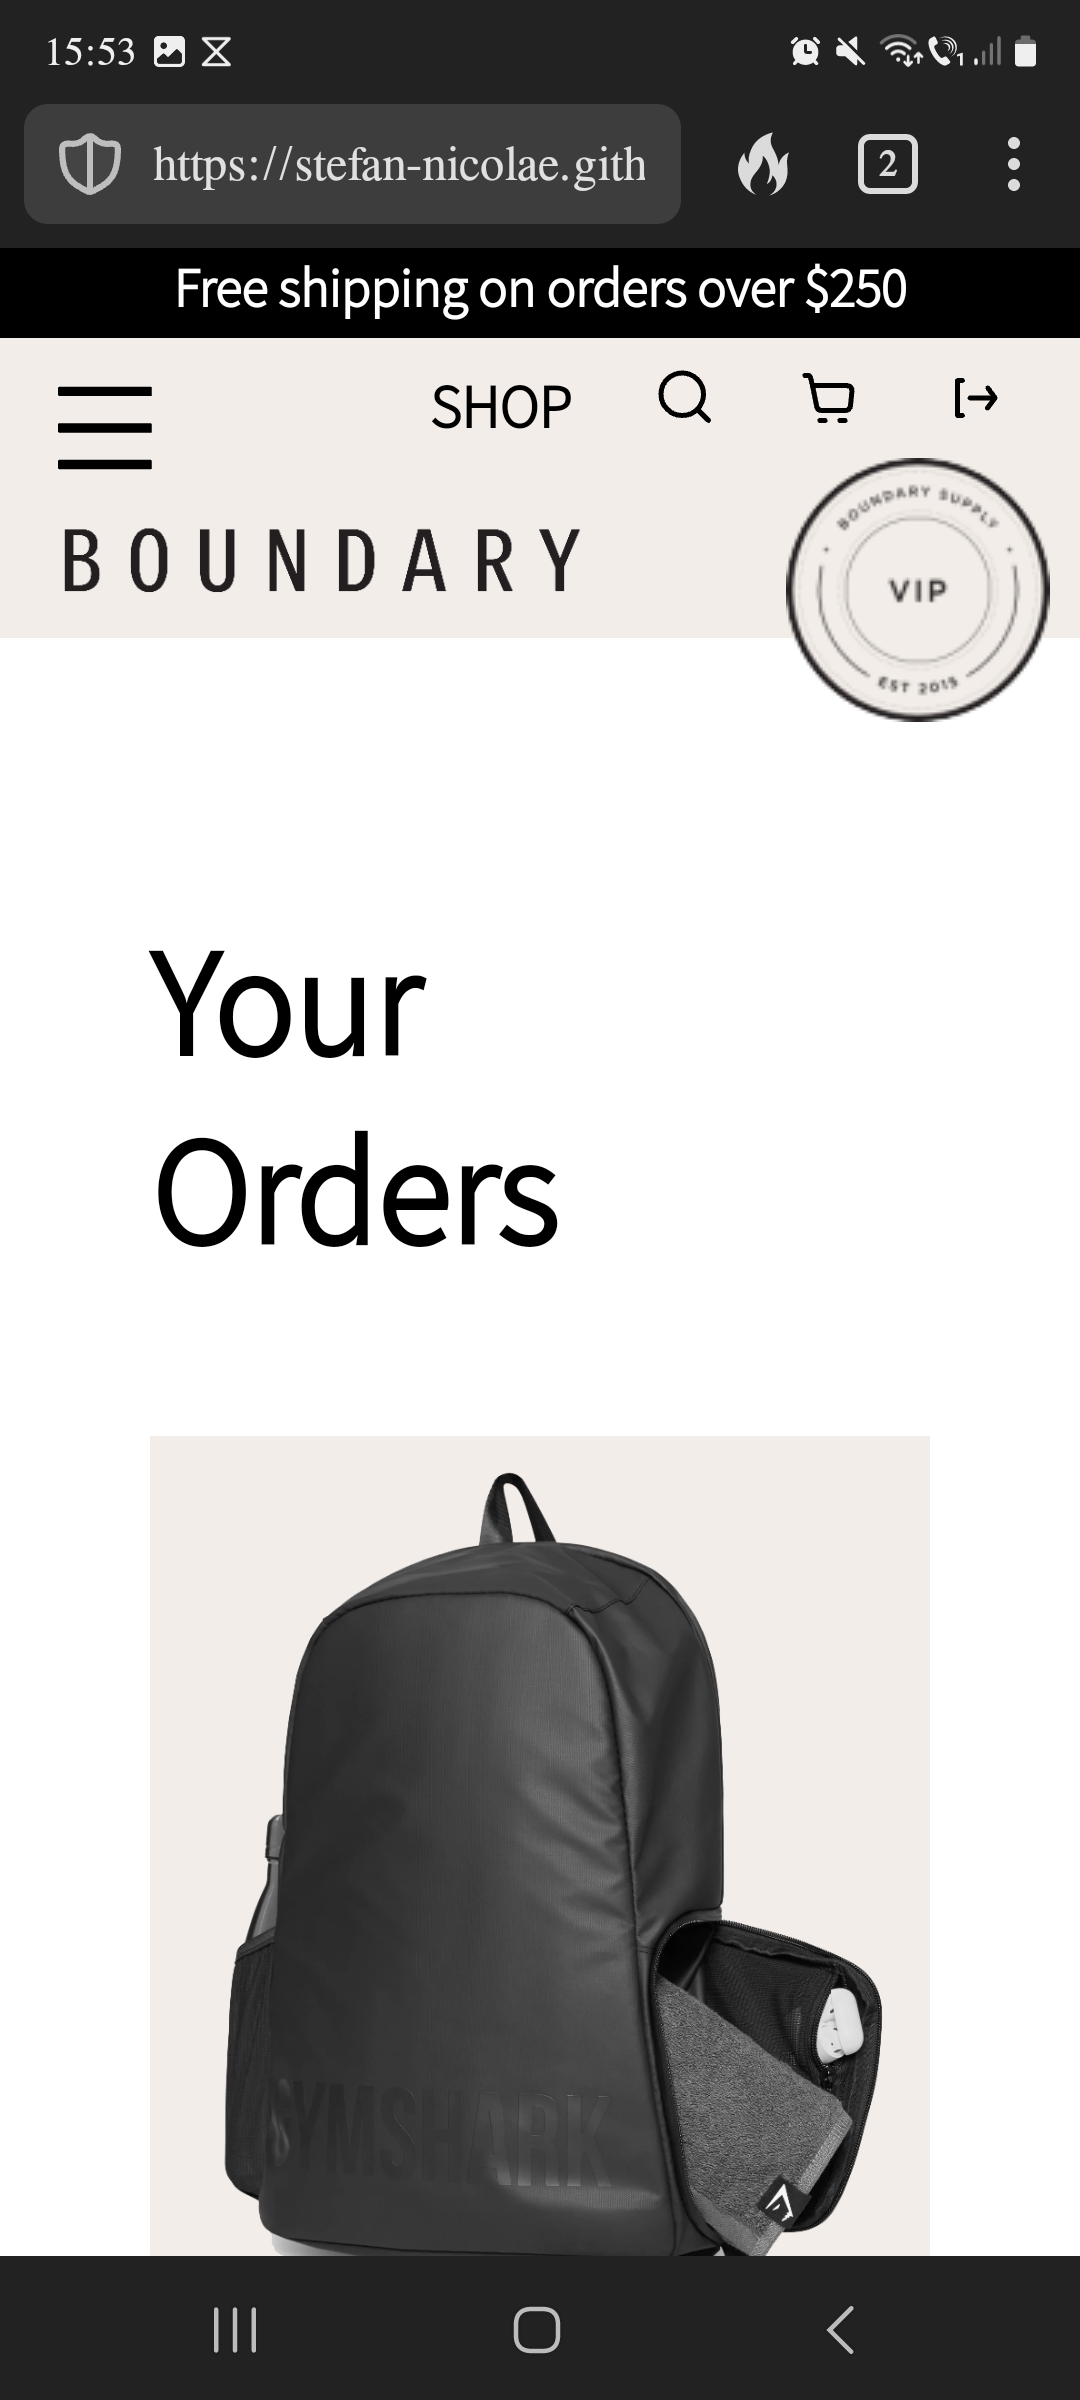 15:53
https://stefan-nicolae.gith
2
Free shipping on orders over $250
SHOP
BOUNDARY
BOUNDARY SUPPLY
VIP
EST 2015
Your
Orders
GYMSHARK